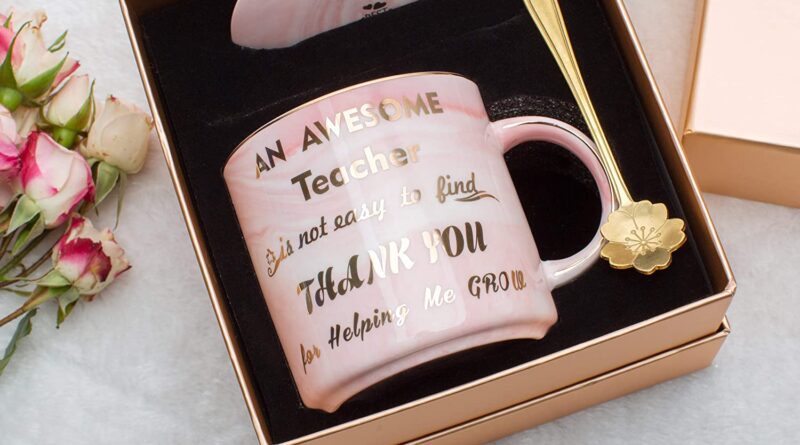 AN AWESOME
Teacher
is not easy to find
THANK YOU
for Helping Me GROW